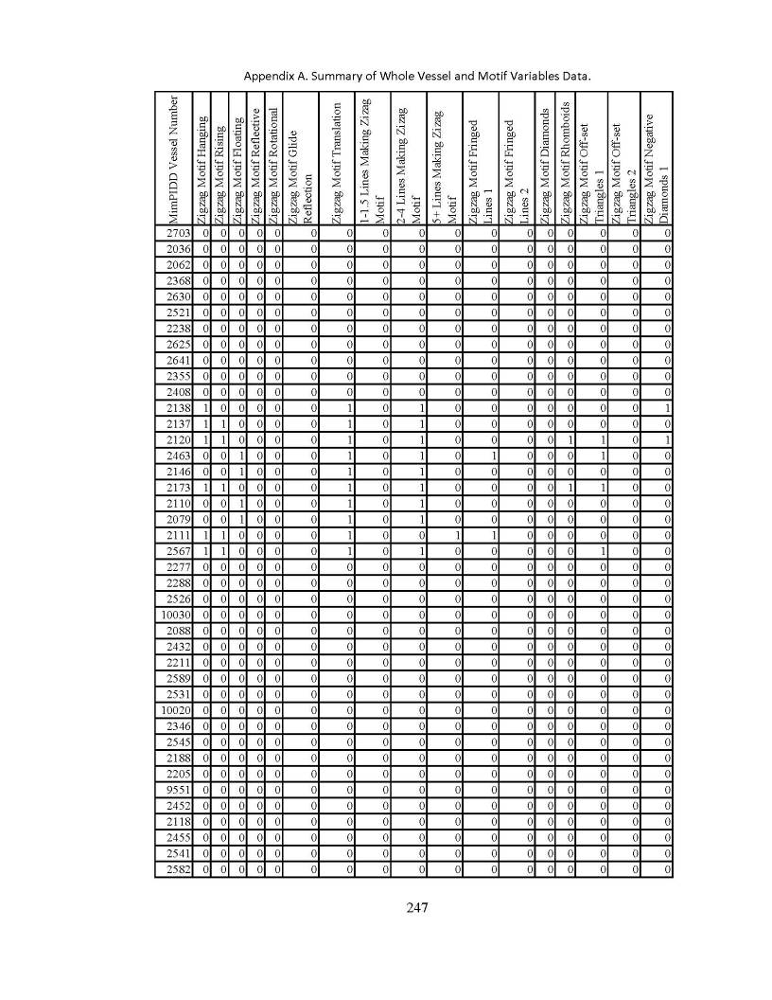 Appendix A. Summary of Whole Vessel and Motif Variables Data.
MimPIDD Vessel Number
Zigzag Motif Hanging
Zigzag Motif Rising
Zigzag Motif Floating
Zigzag Motif Reflective
Zigzag Motif Rotational
Zigzag Motif Glide
Reflection
Zigzag Motif Translation
1-1.5 Lines Making Zizag
Motif
2-4 Lines Making Zizag
Motif
5+ Lines Making Zizag
Motif
Zigzag Motif Fringed
Lines 1
Zigzag Motif Fringed
Lines 2
Zigzag Motif Diamonds
Zigzag Motif Rhomboids
Zigzag Motif Off-set
Triangles 1
Zigzag Motif Off-set
Triangles 2
Zigzag Motif Negative
Diamonds 1
2703 0 0 0 0 0 0 0 0 0 0 0 0 0 0 0 0 0
2036 0 0 0 0 0 0 0 0 0 0 0 0 0 0 0 0 0
2062 0 0 0 0 0 0 0 0 0 0 0 0 0 0 0 0 0
2368 0 0 0 0 0 0 0 0 0 0 0 0 0 0 0 0 0
2630 0 0 0 0 0 0 0 0 0 0 0 0 0 0 0 0 0
2521 0 0 0 0 0 0 0 0 0 0 0 0 0 0 0 0 0
2238 0 0 0 0 0 0 0 0 0 0 0 0 0 0 0 0 0
2625 0 0 0 0 0 0 0 0 0 0 0 0 0 0 0 0 0
2641 0 0 0 0 0 0 0 0 0 0 0 0 0 0 0 0 0
2355 0 0 0 0 0 0 0 0 0 0 0 0 0 0 0 0 0
2408 0 0 0 0 0 0 0 0 0 0 0 0 0 0 0 0 0
2138 1 0 0 0 0 0 1 0 1 0 0 0 0 0 0 0 1
2137 1 1 0 0 0 0 1 0 1 0 0 0 0 0 0 0 0
2120 1 1 0 0 0 0 1 0 1 0 0 0 0 1 1 0 1
2463 0 0 1 0 0 0 1 0 1 0 1 0 0 0 1 0 0
2146 0 0 1 0 0 0 1 0 1 0 0 0 0 0 0 0 0
2173 1 1 0 0 0 0 1 0 1 0 0 0 0 1 1 0 0
2110 0 0 1 0 0 0 1 0 1 0 0 0 0 0 0 0 0
2079 0 0 1 0 0 0 1 0 1 0 0 0 0 0 0 0 0
2111 1 1 0 0 0 0 1 0 0 1 1 0 0 0 0 0 0
2567 1 1 0 0 0 0 1 0 1 0 0 0 0 0 1 0 0
2277 0 0 0 0 0 0 0 0 0 0 0 0 0 0 0 0 0
2288 0 0 0 0 0 0 0 0 0 0 0 0 0 0 0 0 0
2526 0 0 0 0 0 0 0 0 0 0 0 0 0 0 0 0 0
10030 0 0 0 0 0 0 0 0 0 0 0 0 0 0 0 0 0
2088 0 0 0 0 0 0 0 0 0 0 0 0 0 0 0 0 0
2432 0 0 0 0 0 0 0 0 0 0 0 0 0 0 0 0 0
2211 0 0 0 0 0 0 0 0 0 0 0 0 0 0 0 0 0
2589 0 0 0 0 0 0 0 0 0 0 0 0 0 0 0 0 0
2531 0 0 0 0 0 0 0 0 0 0 0 0 0 0 0 0 0
10020 0 0 0 0 0 0 0 0 0 0 0 0 0 0 0 0 0
2346 0 0 0 0 0 0 0 0 0 0 0 0 0 0 0 0 0
2545 0 0 0 0 0 0 0 0 0 0 0 0 0 0 0 0 0
2188 0 0 0 0 0 0 0 0 0 0 0 0 0 0 0 0 0
2205 0 0 0 0 0 0 0 0 0 0 0 0 0 0 0 0 0
9551 0 0 0 0 0 0 0 0 0 0 0 0 0 0 0 0 0
2452 0 0 0 0 0 0 0 0 0 0 0 0 0 0 0 0 0
2118 0 0 0 0 0 0 0 0 0 0 0 0 0 0 0 0 0
2455 0 0 0 0 0 0 0 0 0 0 0 0 0 0 0 0 0
2541 0 0 0 0 0 0 0 0 0 0 0 0 0 0 0 0 0
2582 0 0 0 0 0 0 0 0 0 0 0 0 0 0 0 0 0
247